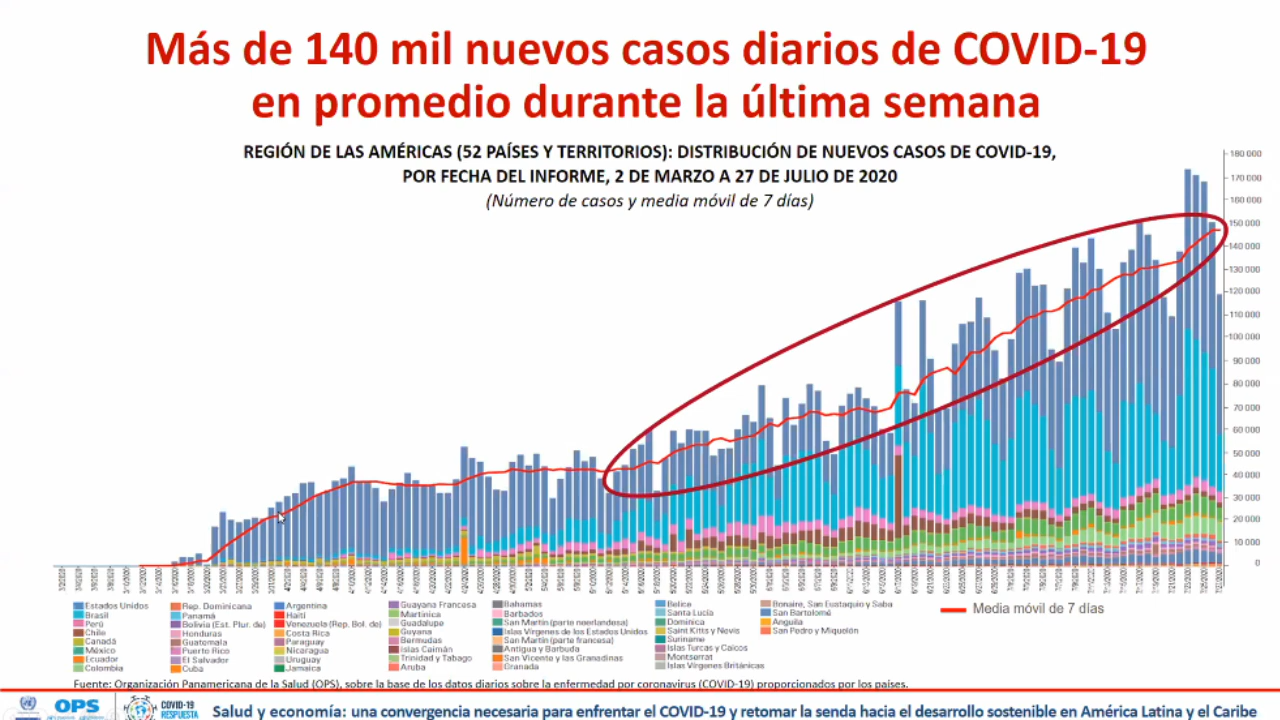 Más de 140 mil nuevos casos diarios de COVID-19
en promedio durante la última semana
REGIÓN DE LAS AMÉRICAS (52 PAÍSES Y TERRITORIOS): DISTRIBUCIÓN DE NUEVOS CASOS DE COVID-19,
POR FECHA DEL INFORME, 2 DE MARZO A 27 DE JULIO DE 2020
(Número de casos y media móvil de 7 días)
180 000
170 000
160 000
150 000
140 000
130 000
120 000
110 000
100 000
90 000
80 000
70 000
60 000
50 000
40 000
30 000
20 000
10 000
0
Estados Unidos
Brasil
Perú
Chile
Canadá
México
Ecuador
Colombia
Rep. Dominicana
Panamá
Bolivia (Est. Plur. de)
Honduras
Guatemala
Puerto Rico
El Salvador
Cuba
Argentina
Haití
Venezuela (Rep. Bol. de)
Costa Rica
Paraguay
Nicaragua
Uruguay
Jamaica
Guayana Francesa
Martinica
Guadalupe
Guyana
Bermudas
Islas Caimán
Trinidad y Tabago
Aruba
Bahamas
Barbados
San Martín (parte neerlandesa)
Islas Vírgenes de los Estados Unidos
San Martín (parte francesa)
Antigua y Barbuda
San Vicente y las Granadinas
Granada
Belice
Santa Lucía
Dominica
Saint Kitts y Nevis
Suriname
Islas Turcas y Caicos
Montserrat
Islas Vírgenes Británicas
Bonaire, San Eustaquio y Saba
San Bartolomé
Anguila
San Pedro y Miquelón
Media móvil de 7 días
Fuente: Organización Panamericana de la Salud (OPS), sobre la base de los datos diarios sobre la enfermedad por coronavirus (COVID-19) proporcionados por los países.
OPS
COVID-19
RESPUESTA
Salud y economía: una convergencia necesaria para enfrentar el COVID-19 y retomar la senda hacia el desarrollo sostenible en América Latina y el Caribe